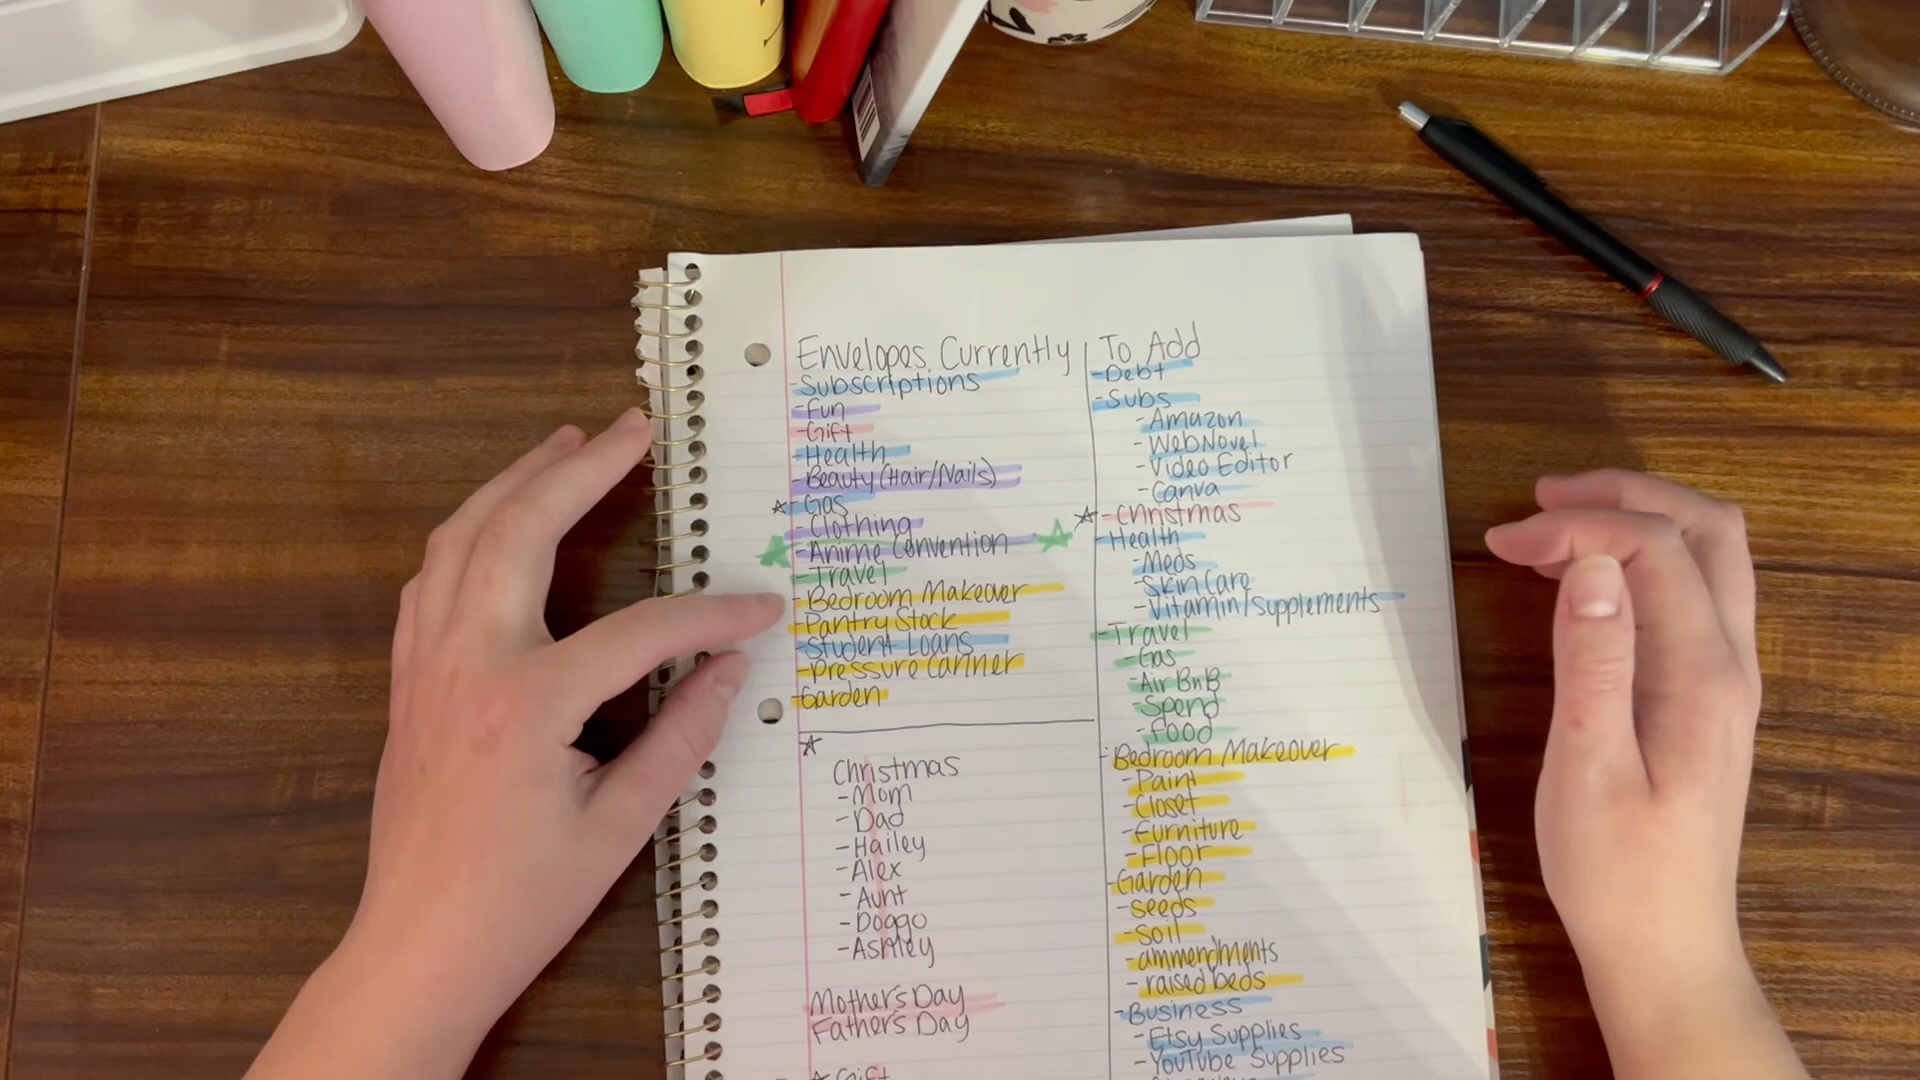 Envelopes Currently
-Subscriptions
-Fun
-Gift
-Health
-Beauty (Hair/Nails)
☆-Gas
-Clothing
★-Anime Convention★
-Travel
-Bedroom Makeover
-Pantry Stock
-Student Loans
-Pressure Canner
-Garden
☆
Christmas
-Mom
-Dad
-Hailey
-Alex
-Aunt
-Doggo
-Ashley
Mother's Day
Father's Day
☆Gift
To Add
-Debt
-Subs
-Amazon
-WebNovel
-Video Editor
-Canva
☆-Christmas
-Health
-Meds
-Skin Care
-Vitamin/Supplements
-Travel
-Gas
-Air BnB
-Spend
-Food
-Bedroom Makeover
-Paint
-Closet
-Furniture
-Floor
-Garden
-seeds
-Soil
-ammendments
-raised beds
-Business
-Etsy Supplies
-YouTube Supplies